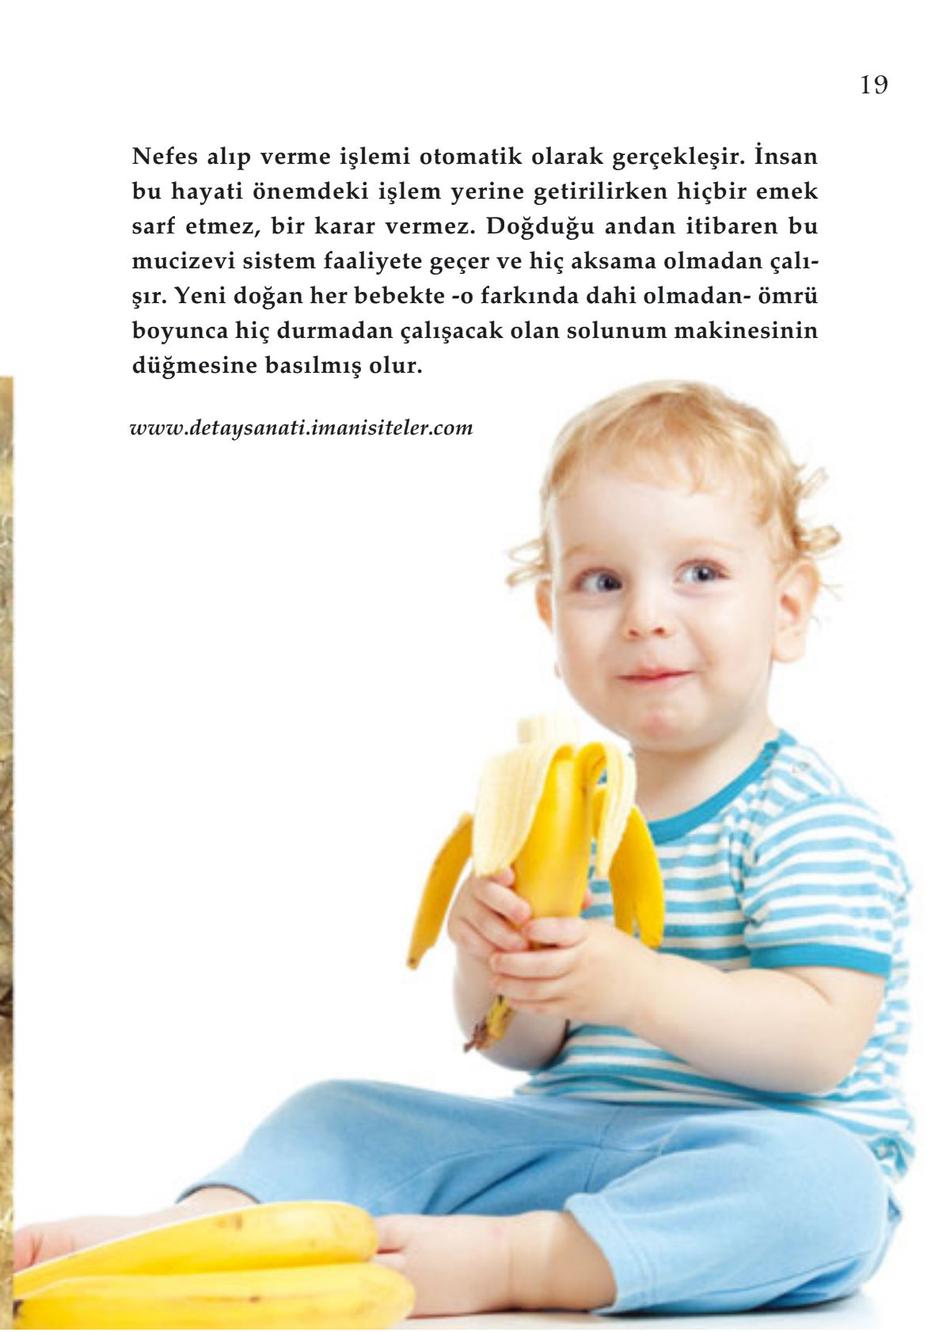 19
Nefes alıp verme işlemi otomatik olarak gerçekleşir. İnsan
bu hayati önemdeki işlem yerine getirilirken hiçbir emek
sarf etmez, bir karar vermez. Doğduğu andan itibaren bu
mucizevi sistem faaliyete geçer ve hiç aksama olmadan çalı-
şır. Yeni doğan her bebekte -o farkında dahi olmadan- ömrü
boyunca hiç durmadan çalışacak olan solunum makinesinin
düğmesine basılmış olur.
www.detaysanati.imanisiteler.com